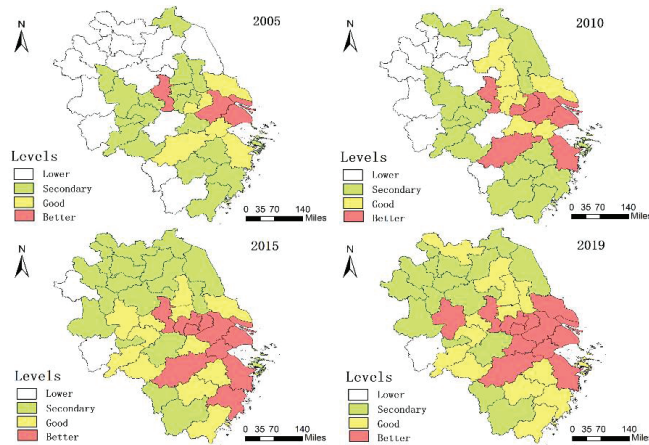 2005
N
Levels
Lower
Secondary
Good
Better
0 35 70 140
Miles
2010
N
Levels
Lower
Secondary
Good
Better
0 35 70 140
Miles
2015
N
Levels
Lower
Secondary
Good
Better
0 35 70 140
Miles
2019
N
Levels
Lower
Secondary
Good
Better
0 35 70 140
Miles